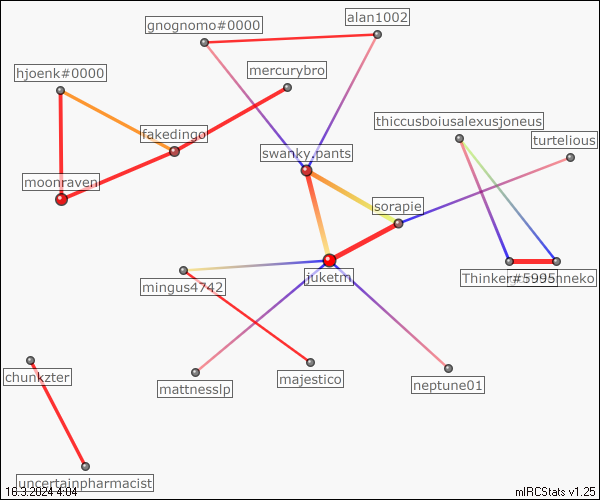 alan1002
gnognomo#0000
mercurybro
hjoenk#0000
thiccusboiusalexusjoneus
fakedingo
turtelious
swanky.pants
moonraven
sorapie
juketm
Thinker#5995
nneko
mingus4742
chunkzter
majestico
mattnesslp
neptune01
uncertainpharmacist
16.3.2024 4:04
mIRCStats v1.25